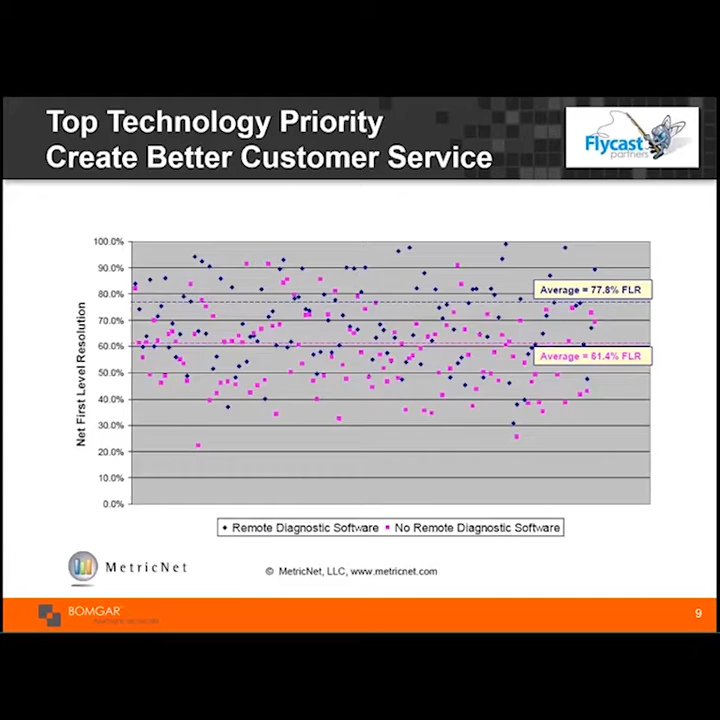 Top Technology Priority
Create Better Customer Service
Flycast
partners
Net First Level Resolution
100.0%
90.0%
80.0%
70.0%
60.0%
50.0%
40.0%
30.0%
20.0%
10.0%
0.0%
Average = 77.8% FLR
Average = 61.4% FLR
Remote Diagnostic Software
No Remote Diagnostic Software
MetricNet
© MetricNet, LLC, www.metricnet.com
BOMGAR
9